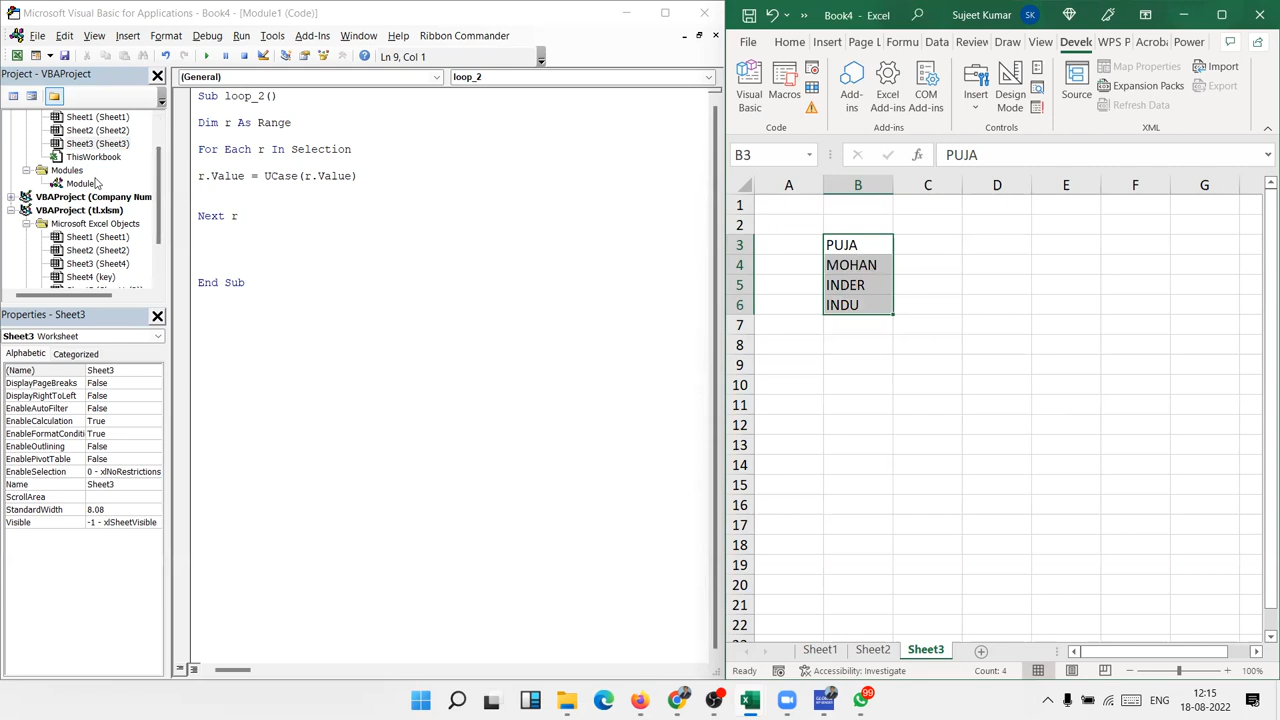 Microsoft Visual Basic for Applications - Book4 - [Module1 (Code)]
File Edit View Insert Format Debug Run Tools Add-Ins Window Help Ribbon Commander
Ln 9, Col 1
Project - VBAProject
Sheet1 (Sheet1)
Sheet2 (Sheet2)
Sheet3 (Sheet3)
ThisWorkbook
Modules
Module
VBAProject (Company Num
VBAProject (tl.xlsm)
Microsoft Excel Objects
Sheet1 (Sheet1)
Sheet2 (Sheet2)
Sheet3 (Sheet4)
Sheet4 (key)
Properties - Sheet3
Sheet3 Worksheet
Alphabetic Categorized
(Name) Sheet3
DisplayPageBreaks False
DisplayRightToLeft False
EnableAutoFilter False
EnableCalculation True
EnableFormatConditi True
EnableOutlining False
EnablePivotTable False
EnableSelection 0 - xlNoRestrictions
Name Sheet3
ScrollArea
StandardWidth 8.08
Visible -1 - xlSheetVisible
(General) loop_2
Sub loop_2()
Dim r As Range
For Each r In Selection
r.Value = UCase(r.Value)
Next r
End Sub
Book4 - Excel Sujeet Kumar SK
File Home Insert Page L Formu Data Review Draw View Devel WPS P Acrob Power
Visual Basic
Macros
Code
Add-ins
Excel Add-ins
COM Add-ins
Add-ins
Insert
Design Mode
Controls
Source
Map Properties
Expansion Packs
Refresh Data
Import
Export
XML
B3 fx PUJA
A B C D E F G
1
2
3 PUJA
4 MOHAN
5 INDER
6 INDU
7
8
9
10
11
12
13
14
15
16
17
18
19
20
21
22
Sheet1 Sheet2 Sheet3
Ready Accessibility: Investigate Count: 4 100%
99
ENG
12:15
18-08-2022